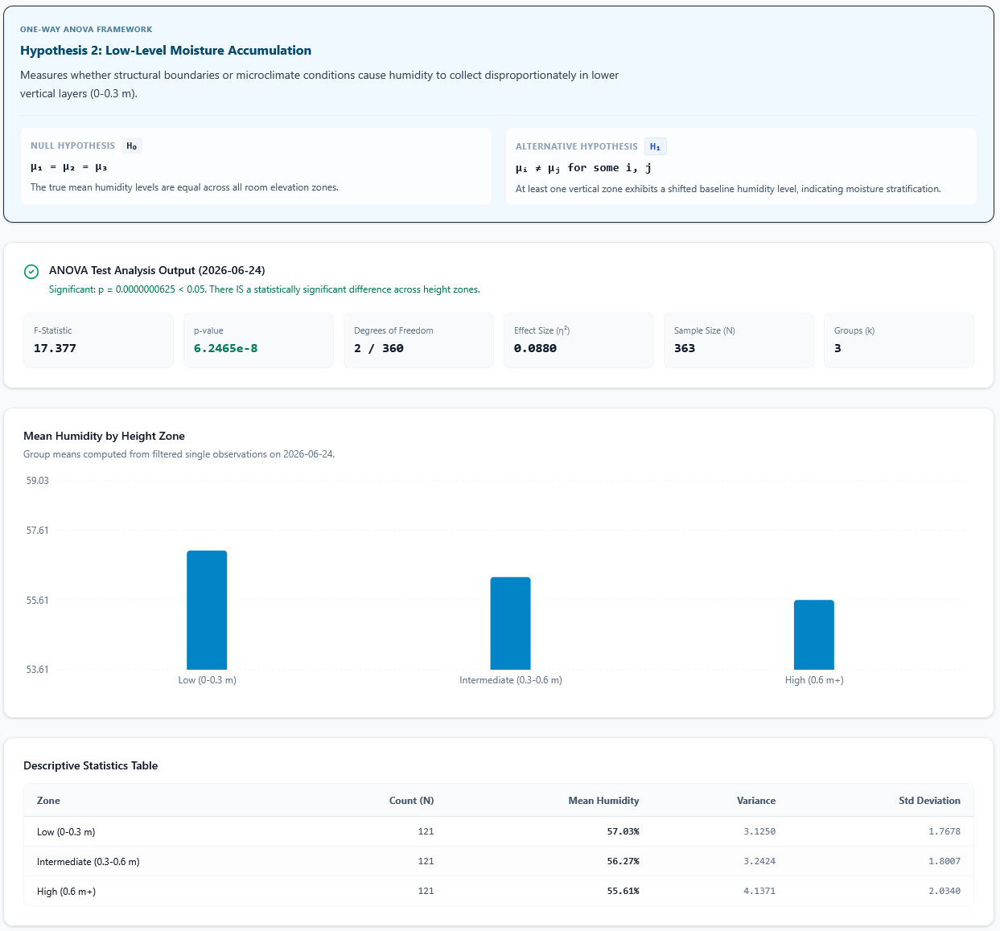 ONE-WAY ANOVA FRAMEWORK
Hypothesis 2: Low-Level Moisture Accumulation
Measures whether structural boundaries or microclimate conditions cause humidity to collect disproportionately in lower
vertical layers (0-0.3 m).
NULL HYPOTHESIS H₀
μ₁ = μ₂ = μ₃
The true mean humidity levels are equal across all room elevation zones.
ALTERNATIVE HYPOTHESIS H₁
μᵢ ≠ μⱼ for some i, j
At least one vertical zone exhibits a shifted baseline humidity level, indicating moisture stratification.
ANOVA Test Analysis Output (2026-06-24)
Significant: p = 0.0000000625 < 0.05. There IS a statistically significant difference across height zones.
F-Statistic
17.377
p-value
6.2465e-8
Degrees of Freedom
2 / 360
Effect Size (η²)
0.0880
Sample Size (N)
363
Groups (k)
3
Mean Humidity by Height Zone
Group means computed from filtered single observations on 2026-06-24.
59.03
57.61
55.61
53.61
Low (0-0.3 m) Intermediate (0.3-0.6 m) High (0.6 m+)
Descriptive Statistics Table
Zone Count (N) Mean Humidity Variance Std Deviation
Low (0-0.3 m) 121 57.03% 3.1250 1.7678
Intermediate (0.3-0.6 m) 121 56.27% 3.2424 1.8007
High (0.6 m+) 121 55.61% 4.1371 2.0340